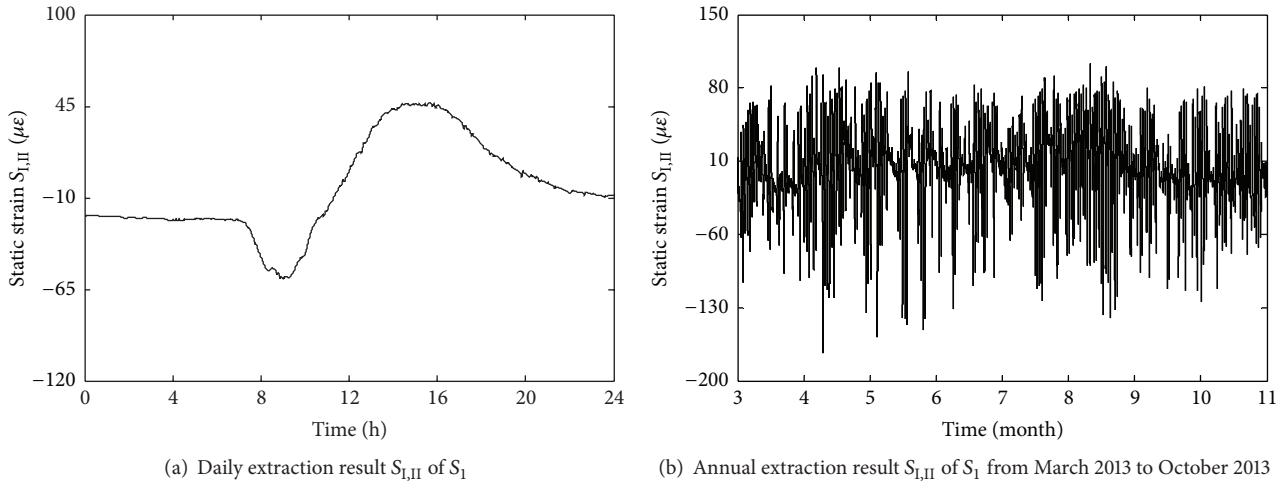 100
45
−10
−65
−120
Static strain S_I,II (με)
0 4 8 12 16 20 24
Time (h)
(a) Daily extraction result S_I,II of S_1
150
80
10
−60
−130
−200
Static strain S_I,II (με)
3 4 5 6 7 8 9 10 11
Time (month)
(b) Annual extraction result S_I,II of S_1 from March 2013 to October 2013